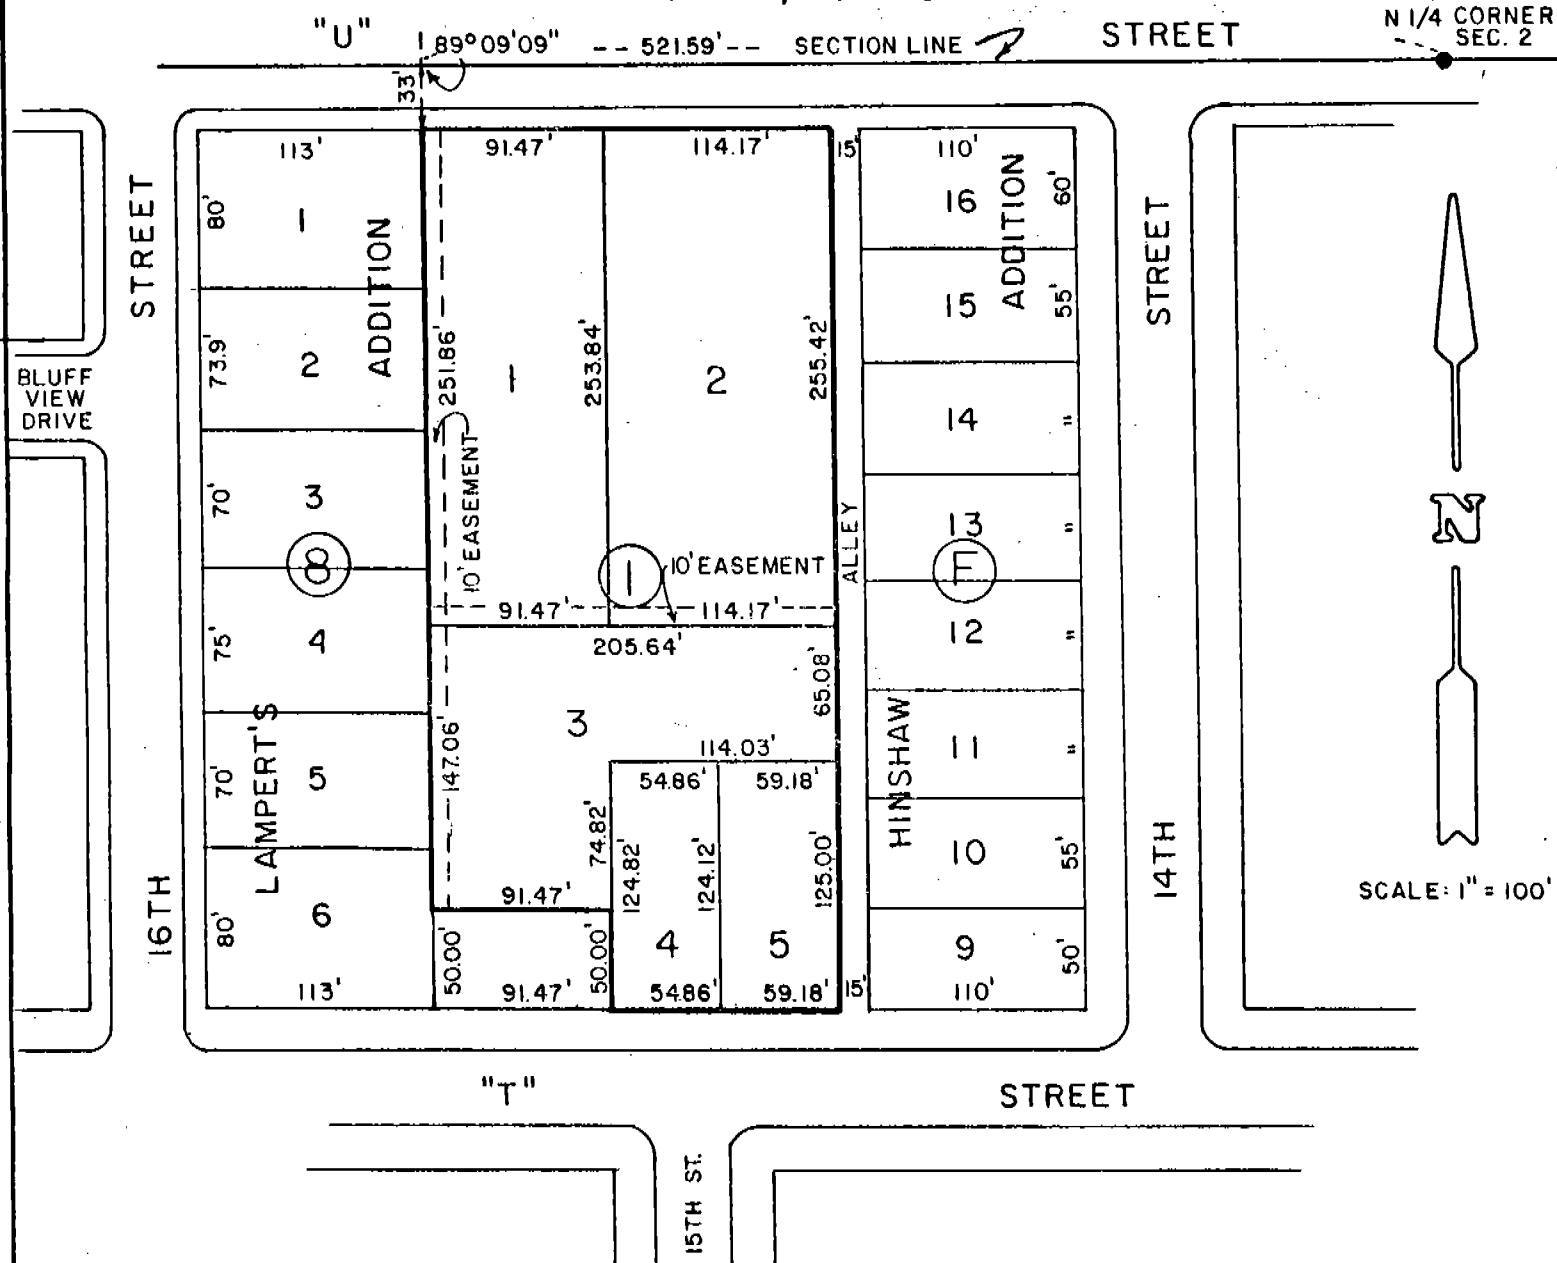 "U" STREET
N 1/4 CORNER
SEC. 2
89°09'09" -- 521.59'-- SECTION LINE
33'
113' 91.47' 114.17' 15' 110'
80' 1 16 60'
STREET
ADDITION
ADDITION
STREET
15 55'
73.9' 2 251.86' 1 253.84' 2 255.42'
BLUFF
VIEW
DRIVE
14 "
10' EASEMENT
70' 3
ALLEY
13 "
N
8 1 10' EASEMENT F
91.47' 114.17'
205.64'
75' 4
12 "
65.08'
LAMPERT'S
HINSHAW
3
147.06'
114.03'
11 "
70' 5
54.86' 59.18'
74.82' 124.82' 124.12' 125.00'
10 55'
16TH
14TH
SCALE: 1" = 100'
91.47'
80' 6
50.00' 50.00' 4 5
9 50'
113' 91.47' 54.86' 59.18' 15' 110'
"T" STREET
15TH ST.